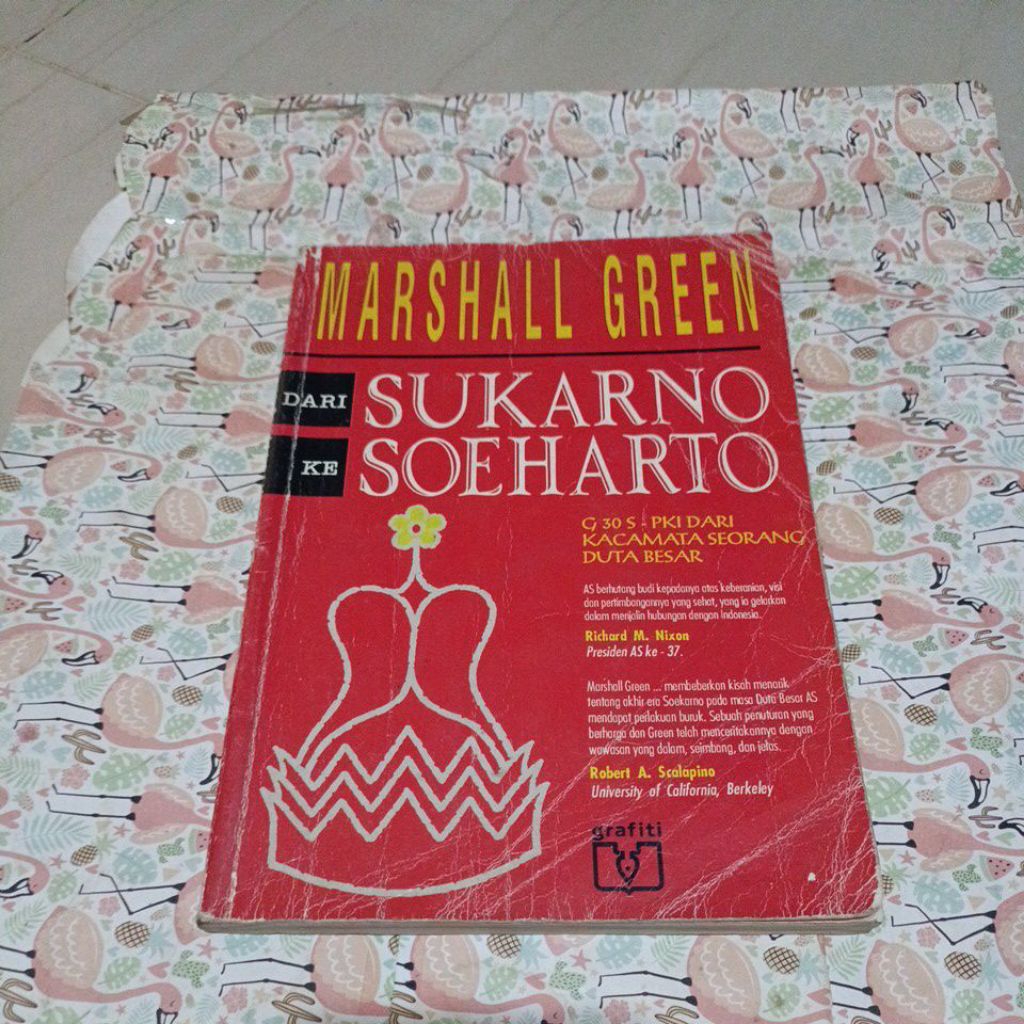 MARSHALL GREEN
DARI SUKARNO
KE SOEHARTO
G 30 S - PKI DARI
KACAMATA SEORANG
DUTA BESAR
AS berhutang budi kepadanya atas keberanian, visi
dan pertimbangannya yang sehat, yang ia gelarkan
dalam menjalin hubungan dengan Indonesia.
Richard M. Nixon
Presiden AS ke - 37.
Marshall Green ... membeberkan kisah menarik
tentang akhir era Soekarno pada masa Duta Besar AS
mendapat perlakuan buruk. Sebuah penuturan yang
berharga dan Green telah menceritakannya dengan
wawasan yang dalam, seimbang, dan jelas.
Robert A. Scalapino
University of California, Berkeley
grafiti